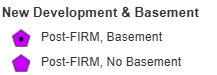 New Development & Basement
Post-FIRM, Basement
Post-FIRM, No Basement